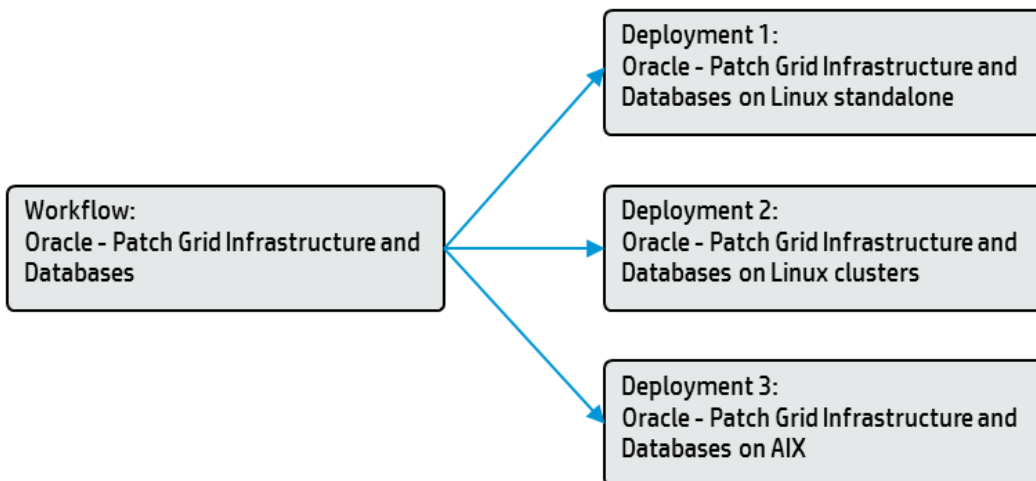 Deployment 1:
Oracle - Patch Grid Infrastructure and
Databases on Linux standalone
Workflow:
Oracle - Patch Grid Infrastructure and
Databases
Deployment 2:
Oracle - Patch Grid Infrastructure and
Databases on Linux clusters
Deployment 3:
Oracle - Patch Grid Infrastructure and
Databases on AIX